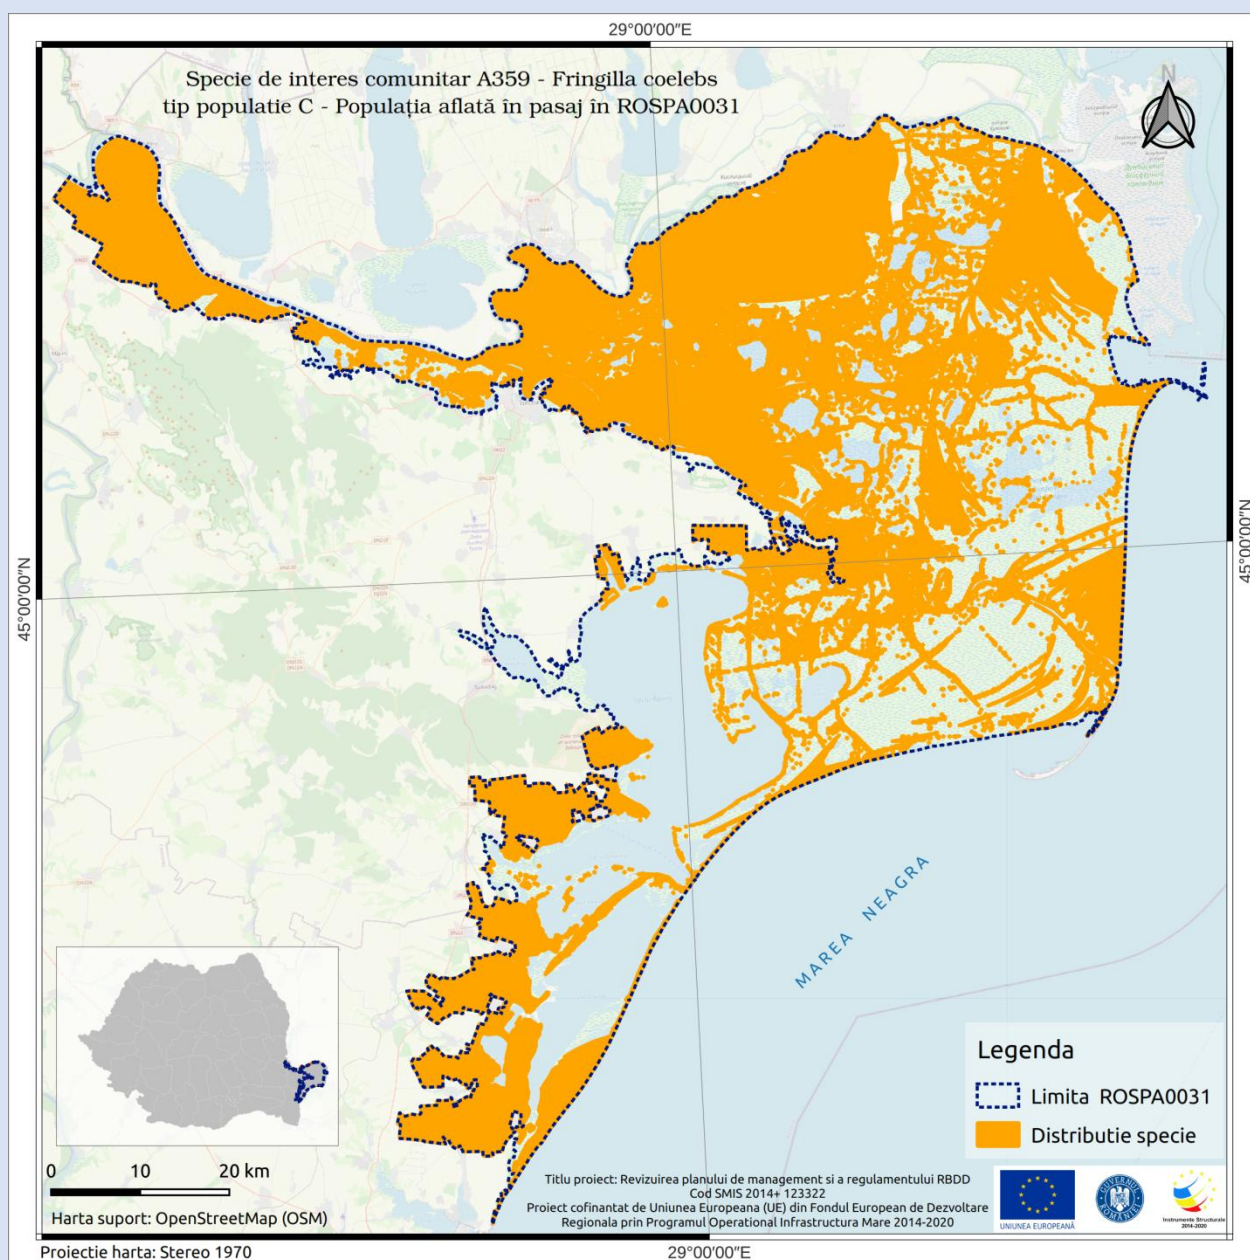 29°00'00"E
Specie de interes comunitar A359 - Fringilla coelebs
tip populatie C - Populația aflată în pasaj în ROSPA0031
N
45°00'00"N
45°00'00"N
MAREA NEAGRA
Legenda
Limita ROSPA0031
Distributie specie
0 10 20 km
Harta suport: OpenStreetMap (OSM)
Titlu proiect: Revizuirea planului de management si a regulamentului RBDD
Cod SMIS 2014+ 123322
Proiect cofinantat de Uniunea Europeana (UE) din Fondul European de Dezvoltare
Regionala prin Programul Operational Infrastructura Mare 2014-2020
UNIUNEA EUROPEANĂ
GUVERNUL ROMÂNIEI
Instrumente Structurale
2014-2020
Proiectie harta: Stereo 1970
29°00'00"E